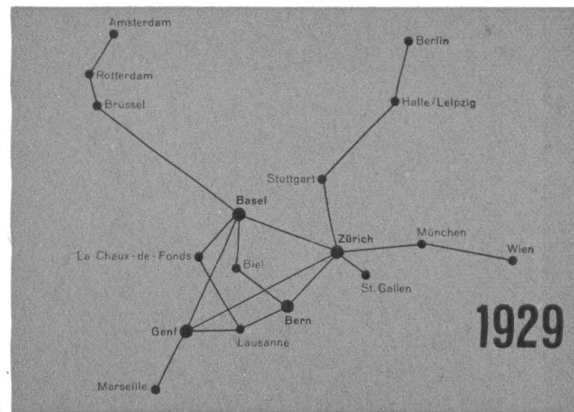 Amsterdam
Berlin
Rotterdam
Halle/Leipzig
Brüssel
Stuttgart
Basel
Zürich
München
Wien
La Chaux-de-Fonds
Biel
St. Gallen
Bern
1929
Genf
Lausanne
Marseille